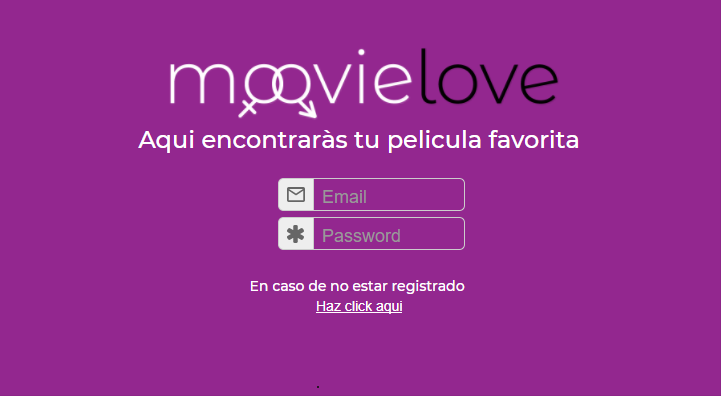 moovielove
Aqui encontraràs tu pelicula favorita
Email
Password
En caso de no estar registrado
Haz click aqui
.